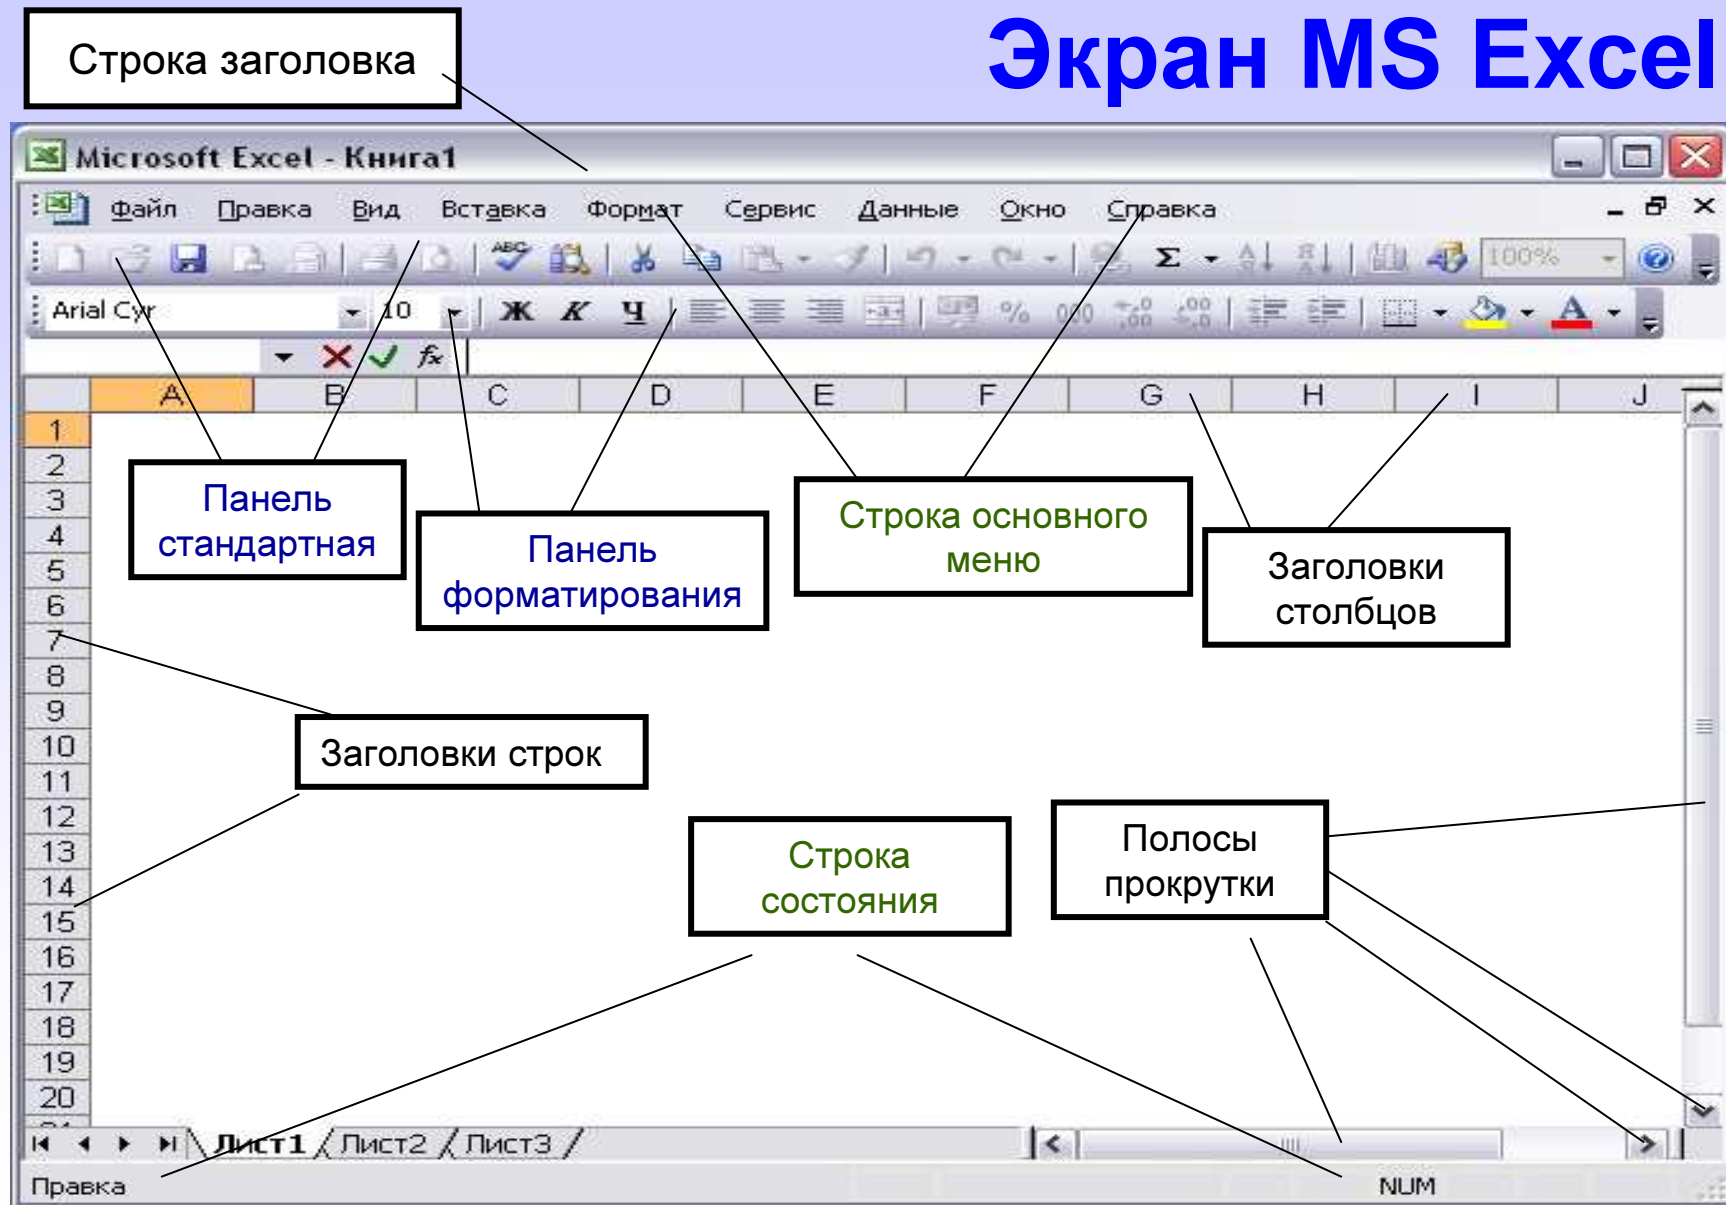 Строка заголовка
Экран MS Excel
Microsoft Excel - Книга1
Файл Правка Вид Вставка Формат Сервис Данные Окно Справка
ABC Σ 100%
Arial Cyr 10 Ж К Ч % 000 A
fx
A B C D E F G H I J
1
2
3
4
5
6
7
8
9
10
11
12
13
14
15
16
17
18
19
20
Панель
стандартная
Панель
форматирования
Строка основного
меню
Заголовки
столбцов
Заголовки строк
Строка
состояния
Полосы
прокрутки
Лист1 Лист2 Лист3
Правка NUM